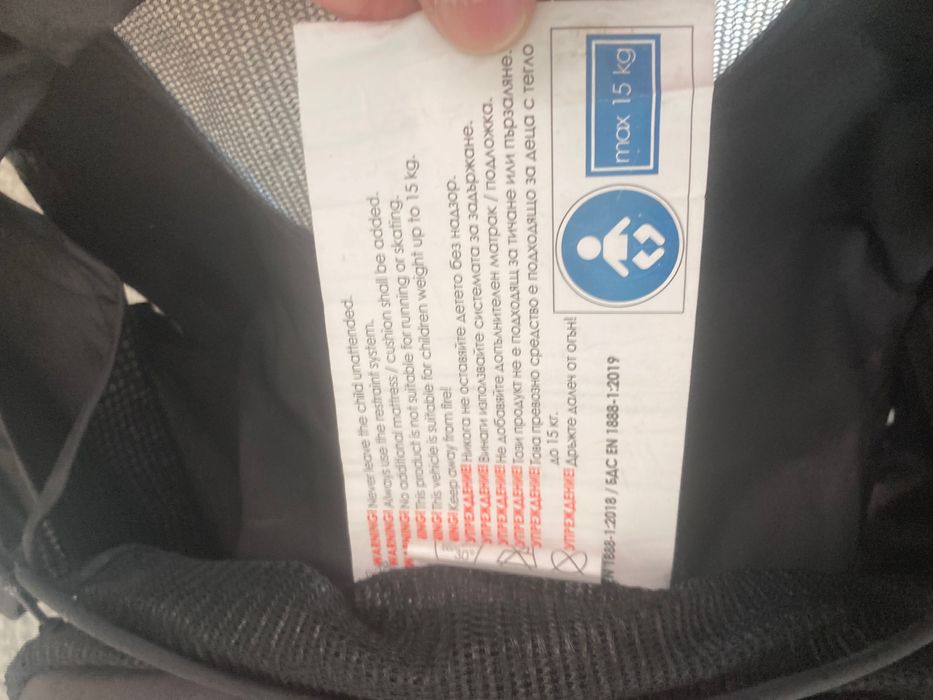 WARNING! Never leave the child unattended.
WARNING! Always use the restraint system.
No additional mattress / cushion shall be added.
This product is not suitable for running or skating.
This vehicle is suitable for children weight up to 15 kg.
Keep away from fire!
УПРЕЖДЕНИЕ! Никога не оставяйте детето без надзор.
УПРЕЖДЕНИЕ! Винаги използвайте системата за задържане.
УПРЕЖДЕНИЕ! Не добавяйте допълнителен матрак / подложка.
УПРЕЖДЕНИЕ! Този продукт не е подходящ за тичане или пързаляне.
УПРЕЖДЕНИЕ! Това превозно средство е подходящо за деца с тегло
до 15 кг.
УПРЕЖДЕНИЕ! Дръжте далеч от огън!
EN 1888-1:2018 / БДС EN 1888-1:2019
max 15 kg